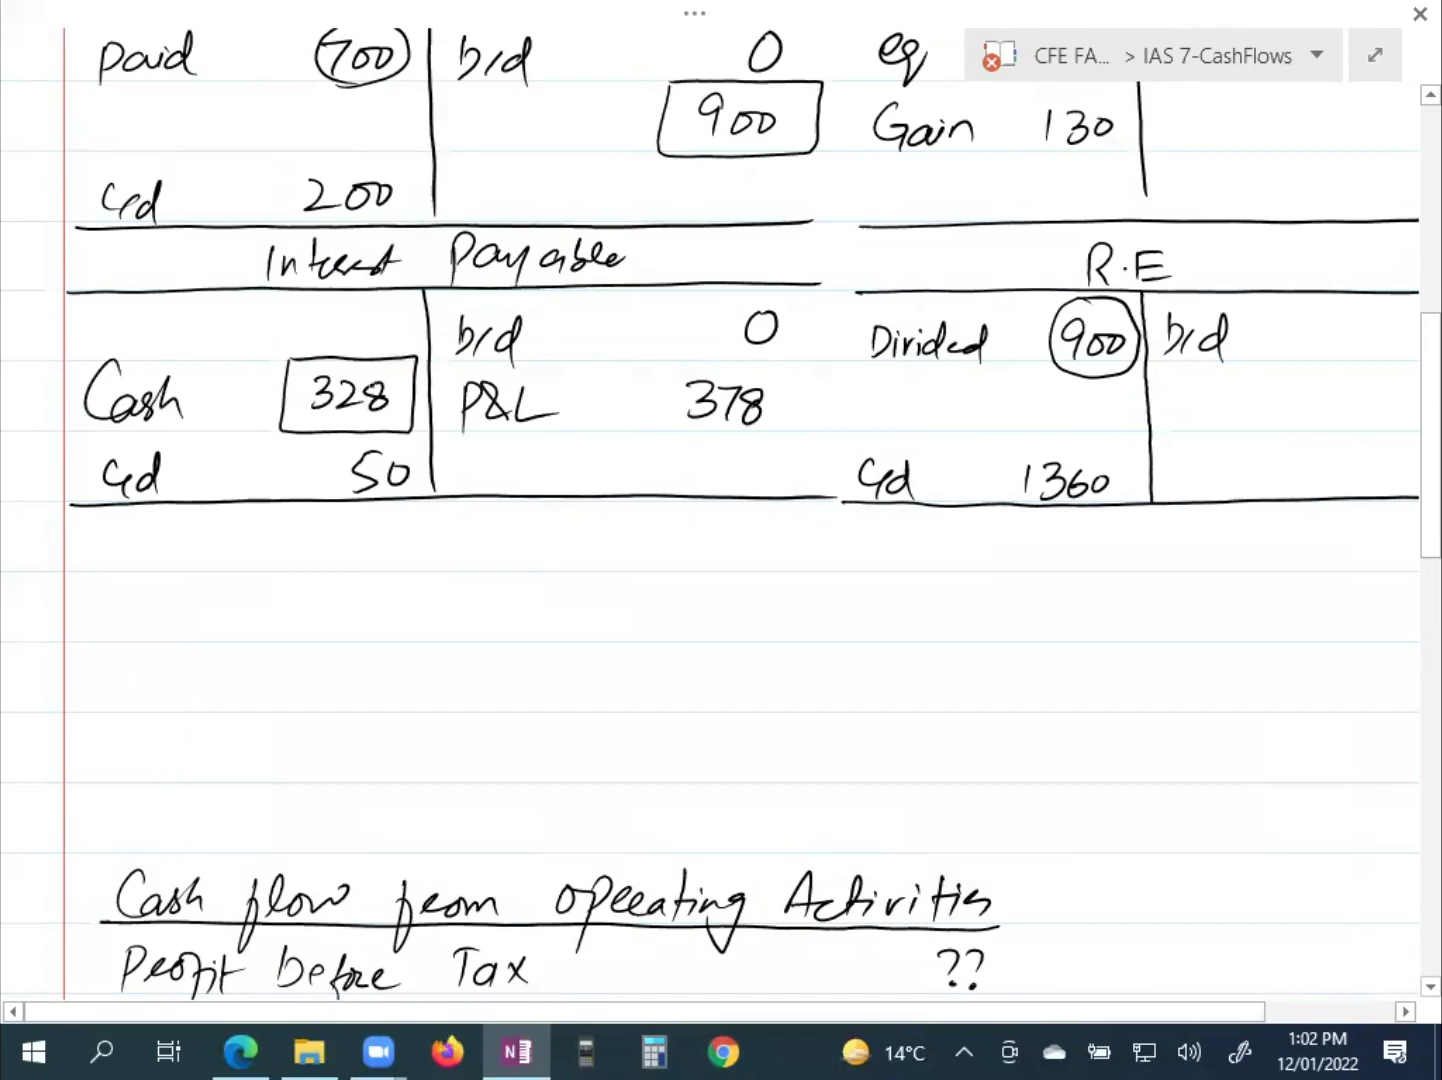 paid 700 b/d 0 eq CFE FA... > IAS 7-CashFlows
900 Gain 130
c/d 200
Interest Payable R.E
b/d 0 Divided 900 b/d
Cash 328 P&L 378
c/d 50 c/d 1360
Cash flow from operating Activities
Profit before Tax ??
N
14°C 1:02 PM
12/01/2022